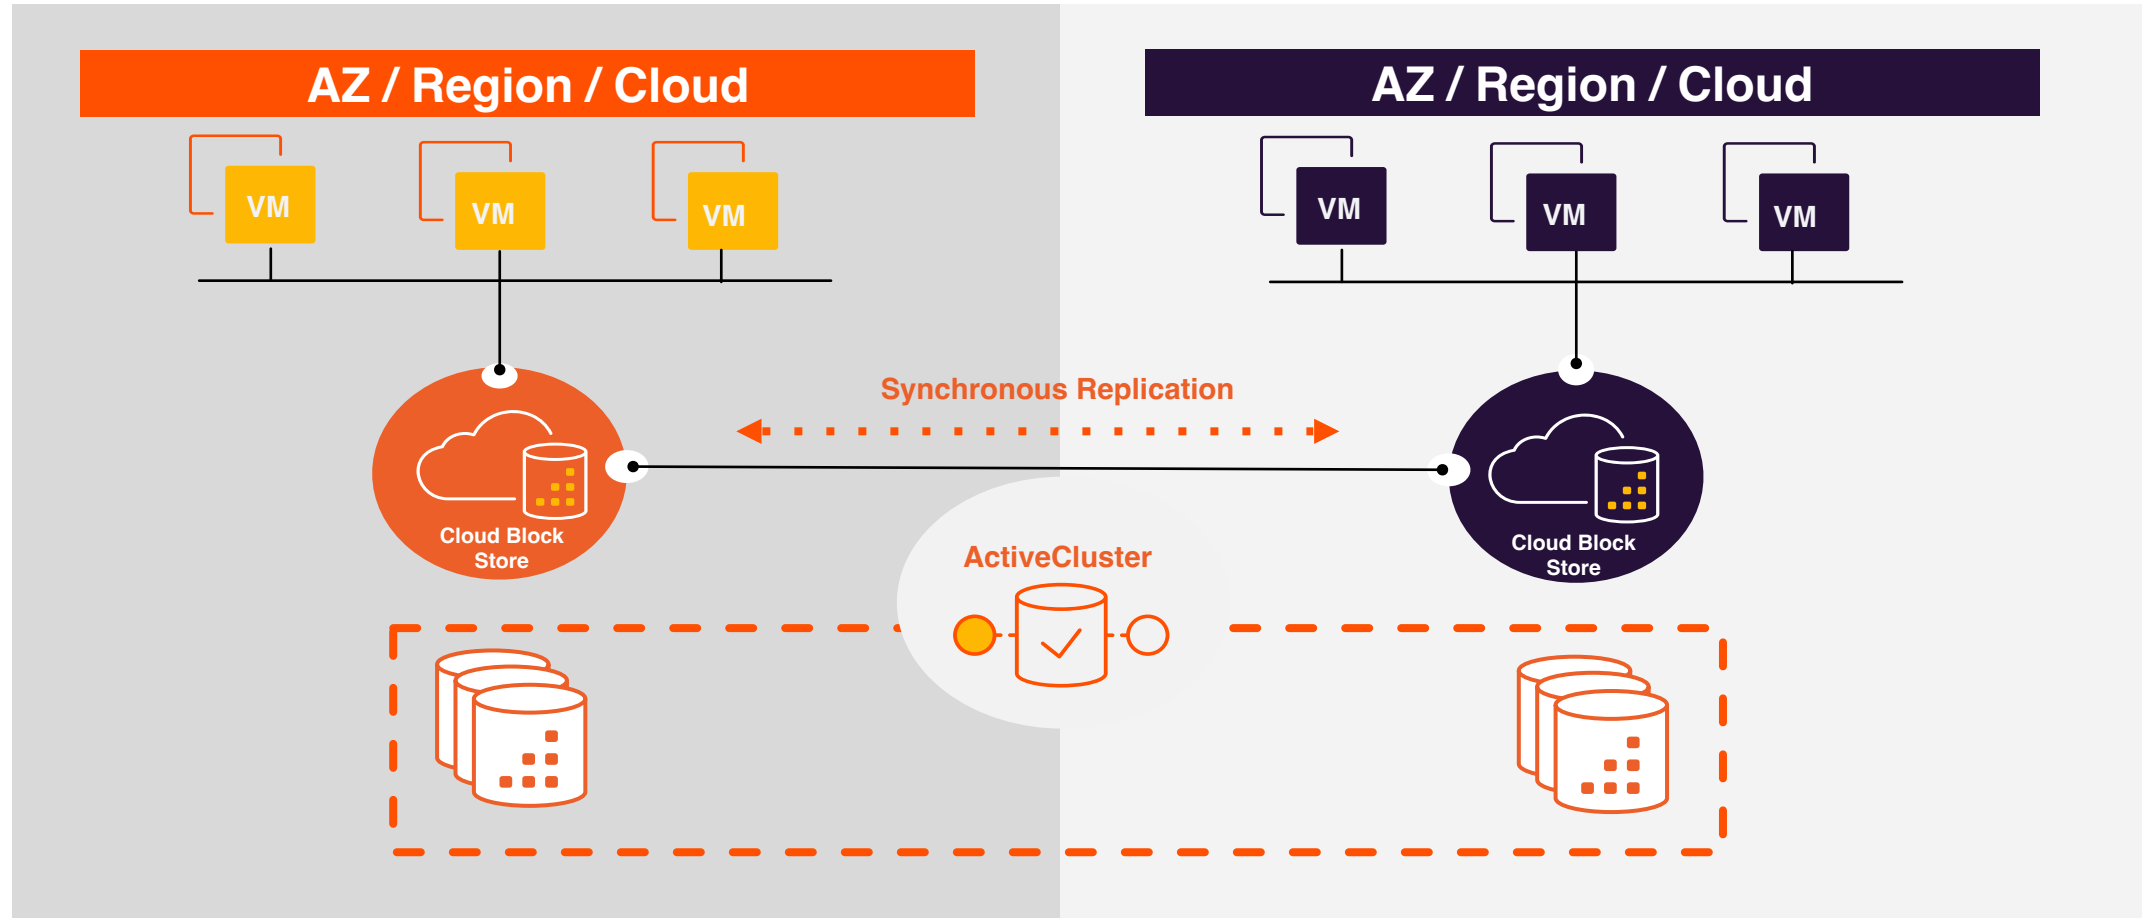 AZ / Region / Cloud
AZ / Region / Cloud
VM
VM
VM
VM
VM
VM
Synchronous Replication
Cloud Block
Store
Cloud Block
Store
ActiveCluster